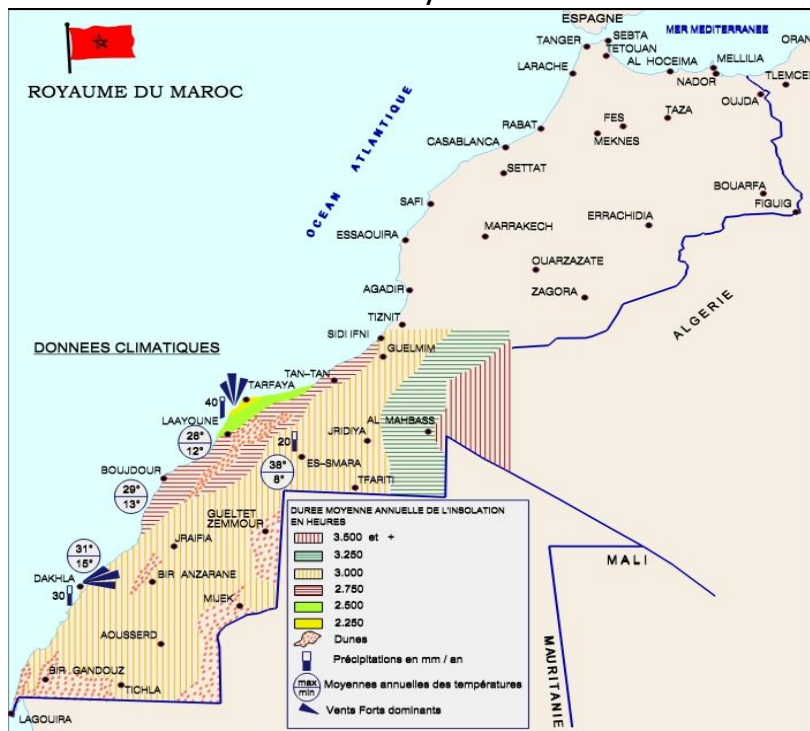 ESPAGNE
MER MEDITERRANEE
SEBTA
TANGER
TETOUAN
ORAN
AL HOCEIMA
MELLILIA
LARACHE
NADOR
TLEMCEN
OUJDA
ROYAUME DU MAROC
OCEAN ATLANTIQUE
RABAT
FES
TAZA
CASABLANCA
MEKNES
SETTAT
BOUARFA
SAFI
FIGUIG
ERRACHIDIA
ESSAOUIRA
MARRAKECH
OUARZAZATE
AGADIR
ZAGORA
ALGERIE
TIZNIT
SIDI IFNI
DONNEES CLIMATIQUES
GUELMIM
TAN-TAN
TARFAYA
40
LAAYOUNE
AL MAHBASS
28°
12°
20
JRIDIYA
ES-SMARA
38°
8°
BOUJDOUR
TFARITI
29°
13°
GUELTET
ZEMMOUR
DUREE MOYENNE ANNUELLE DE L'INSOLATION
EN HEURES
3.500 et +
3.250
3.000
2.750
2.500
2.250
Dunes
Précipitations en mm / an
max
min
Moyennes annuelles des températures
Vents Forts dominants
31°
15°
JRAIFIA
DAKHLA
BIR ANZARANE
30
MIJEK
MALI
AOUSSERD
MAURITANIE
BIR GANDOUZ
TICHLA
LAGOUIRA